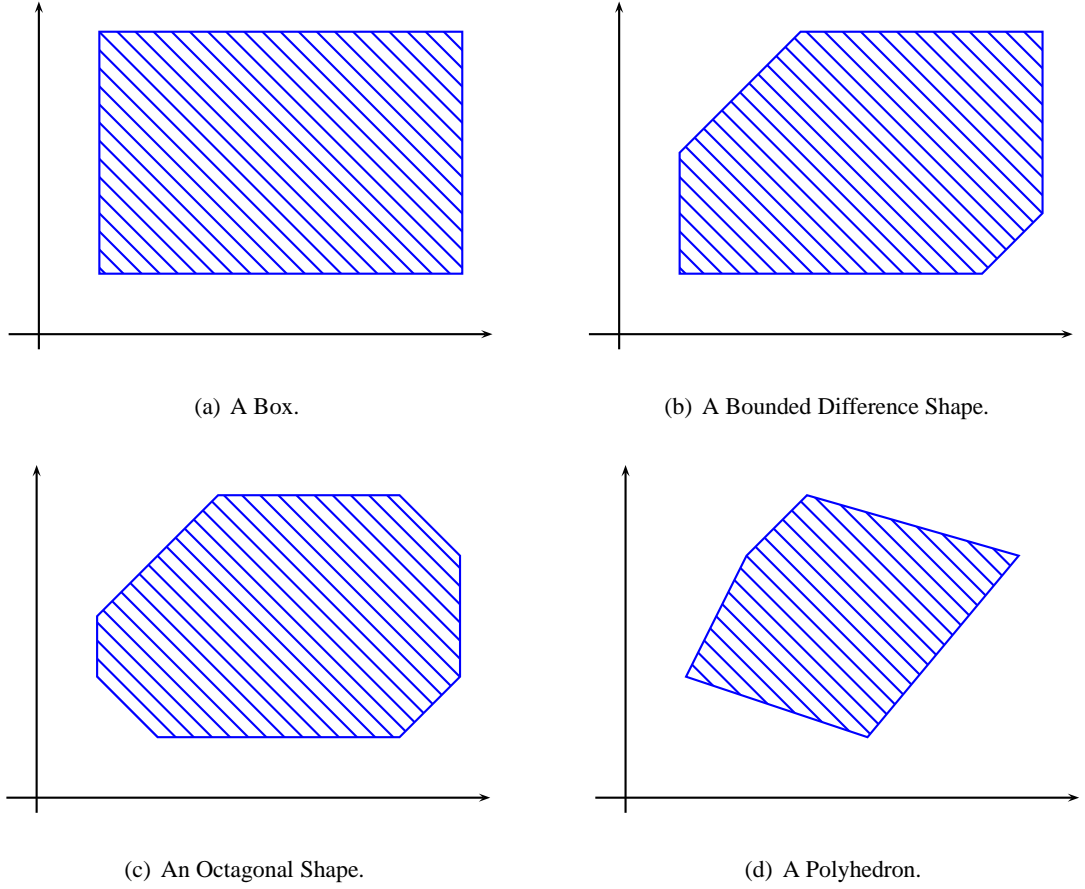 (a) A Box.
(b) A Bounded Difference Shape.
(c) An Octagonal Shape.
(d) A Polyhedron.